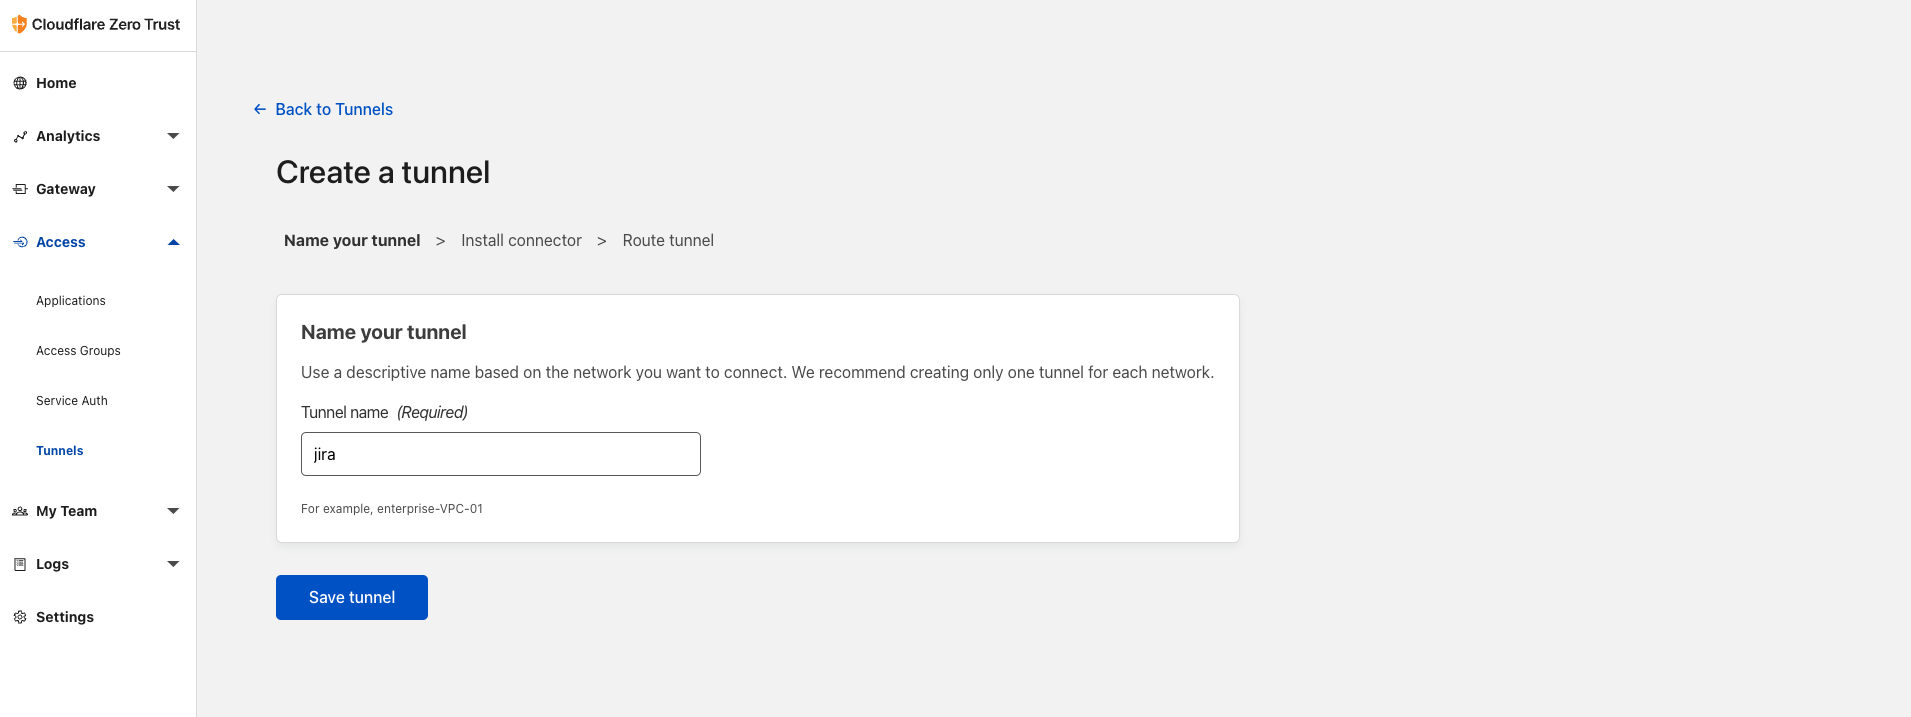 Cloudflare Zero Trust
Home
Analytics
Gateway
Access
Applications
Access Groups
Service Auth
Tunnels
My Team
Logs
Settings
← Back to Tunnels
Create a tunnel
Name your tunnel > Install connector > Route tunnel
Name your tunnel
Use a descriptive name based on the network you want to connect. We recommend creating only one tunnel for each network.
Tunnel name (Required)
jira
For example, enterprise-VPC-01
Save tunnel